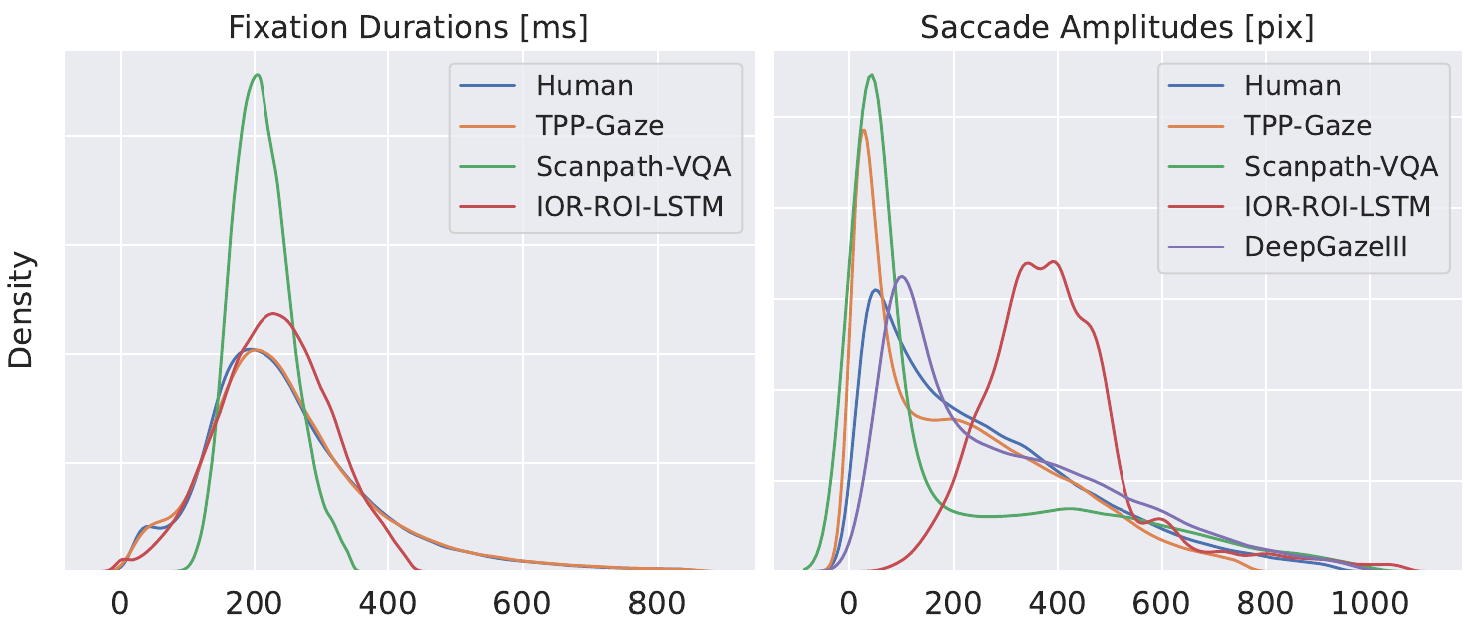 Fixation Durations [ms]
Human
TPP-Gaze
Scanpath-VQA
IOR-ROI-LSTM
Density
0 200 400 600 800
Saccade Amplitudes [pix]
Human
TPP-Gaze
Scanpath-VQA
IOR-ROI-LSTM
DeepGazeIII
0 200 400 600 800 1000